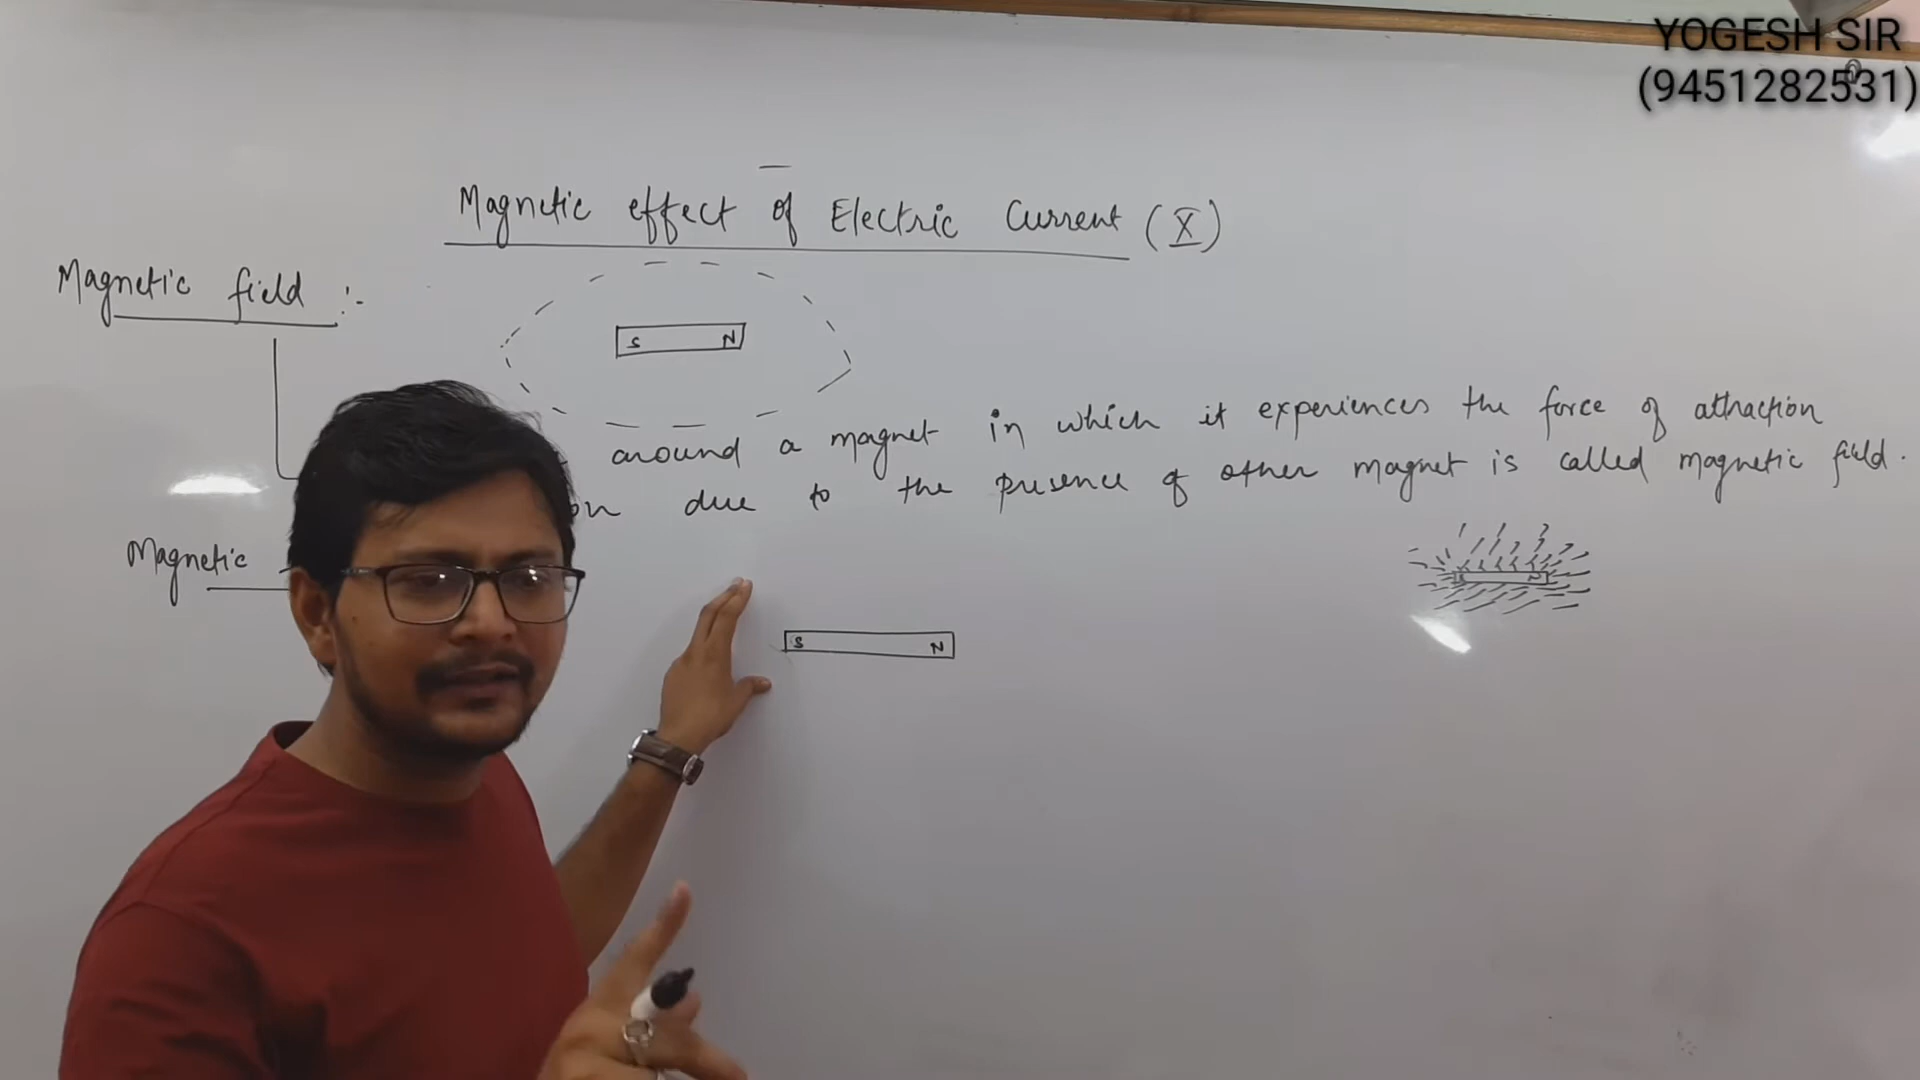 YOGESH SIR
(9451282531)
Magnetic effect of Electric Current (X)
Magnetic field :-
S N
around a magnet in which it experiences the force of attraction
on due to the presence of other magnet is called magnetic field.
Magnetic
S N